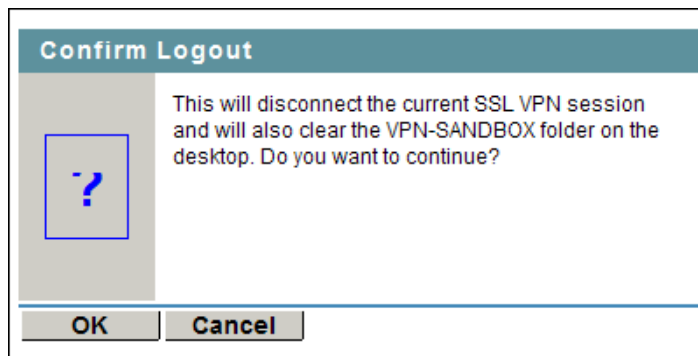 Confirm Logout
This will disconnect the current SSL VPN session
and will also clear the VPN-SANDBOX folder on the
desktop. Do you want to continue?
?
OK Cancel